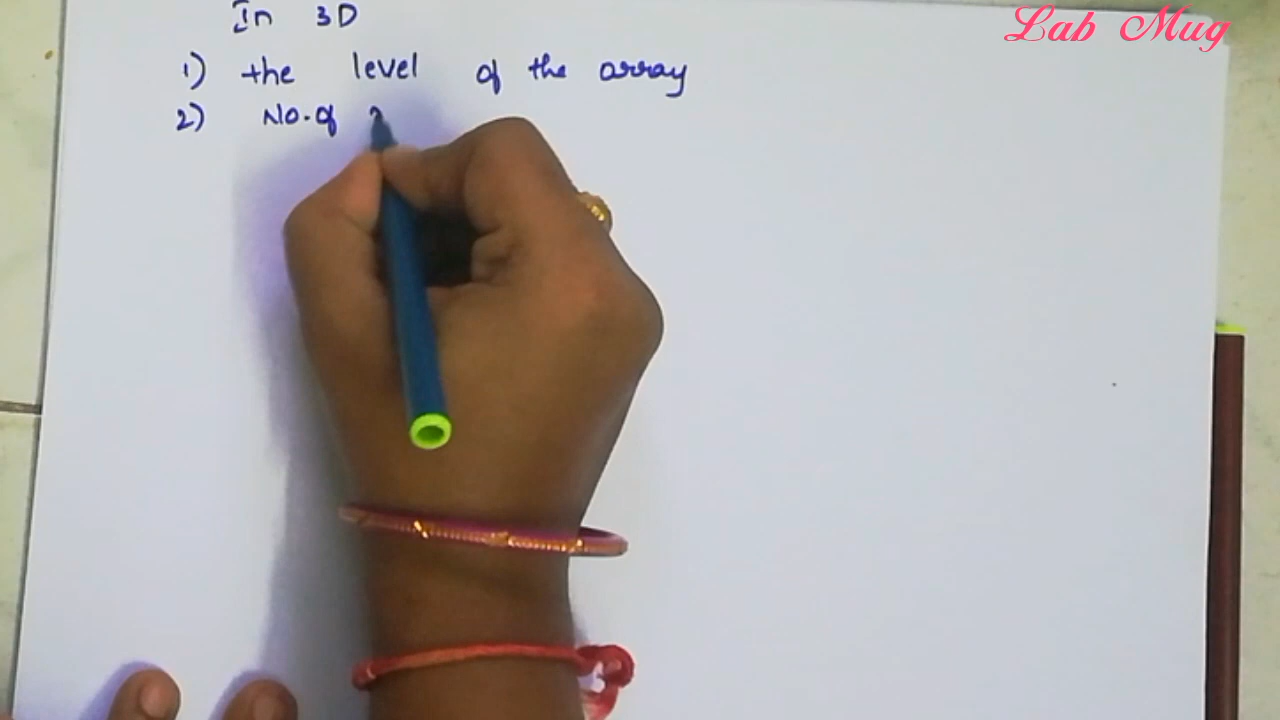 Lab Mug
In 3D
1) the level of the array
2) No. of